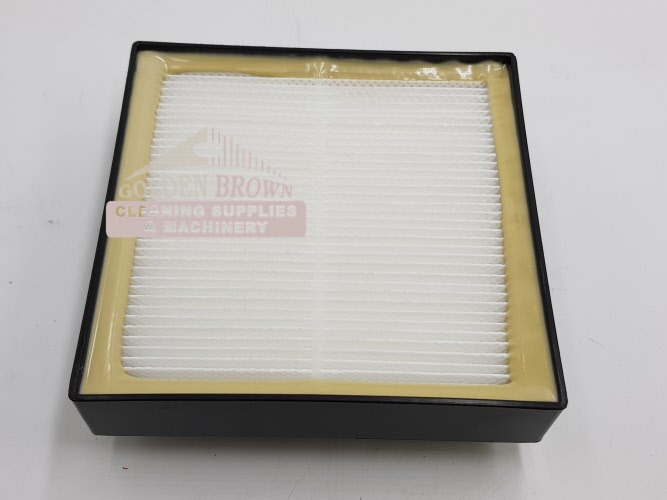 GOLDEN BROWN
CLEANING SUPPLIES
& MACHINERY